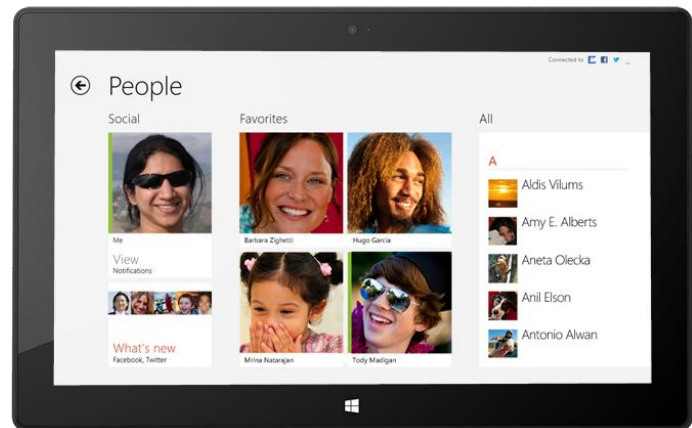 Connected to
People
Social
Favorites
All
Me
View
Notifications
What's new
Facebook, Twitter
Barbara Zighetti
Hugo Garcia
Mrina Natarajan
Tody Madigan
A
Aldis Vilums
Amy E. Alberts
Aneta Olecka
Anil Elson
Antonio Alwan